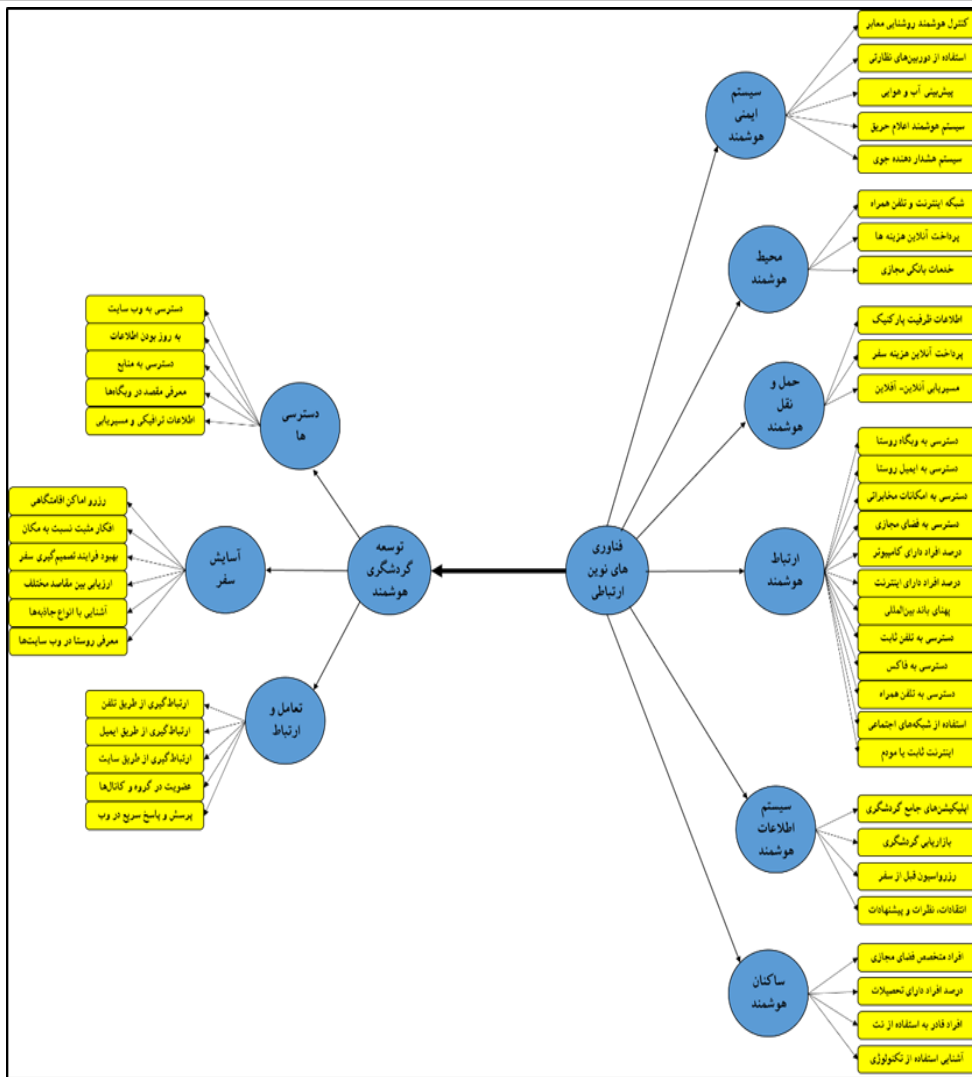 کنترل هوشمند روشنایی معابر
استفاده از دوربین‌های نظارتی
پیش‌بینی آب و هوایی
سیستم هوشمند اعلام حریق
سیستم هشدار دهنده جوی
سیستم
ایمنی
هوشمند
شبکه اینترنت و تلفن همراه
پرداخت آنلاین هزینه ها
خدمات بانکی مجازی
محیط
هوشمند
اطلاعات ظرفیت پارکنیک
پرداخت آنلاین هزینه سفر
مسیریابی آنلاین- آفلاین
حمل و
نقل
هوشمند
دسترسی به وبگاه روستا
دسترسی به ایمیل روستا
دسترسی به امکانات مخابراتی
دسترسی به فضای مجازی
درصد افراد دارای کامپیوتر
درصد افراد دارای اینترنت
پهنای باند بین‌المللی
دسترسی به تلفن ثابت
دسترسی به فاکس
دسترسی به تلفن همراه
استفاده از شبکه‌های اجتماعی
اینترنت ثابت یا مودم
ارتباط
هوشمند
اپلیکیشن‌های جامع گردشگری
بازاریابی گردشگری
رزرواسیون قبل از سفر
انتقادات، نظرات و پیشنهادات
سیستم
اطلاعات
هوشمند
افراد متخصص فضای مجازی
درصد افراد دارای تحصیلات
افراد قادر به استفاده از نت
آشنایی استفاده از تکنولوژی
ساکنان
هوشمند
فناوری
های نوین
ارتباطی
توسعه
گردشگری
هوشمند
دسترسی
ها
دسترسی به وب سایت
به روز بودن اطلاعات
دسترسی به منابع
معرفی مقصد در وبگاه‌ها
اطلاعات ترافیکی و مسیریابی
آسایش
سفر
رزرو اماکن اقامتگاهی
افکار مثبت نسبت به مکان
بهبود فرایند تصمیم‌گیری سفر
ارزیابی بین مقاصد مختلف
آشنایی با انواع جاذبه‌ها
معرفی روستا در وب سایت‌ها
تعامل و
ارتباط
ارتباط‌گیری از طریق تلفن
ارتباط‌گیری از طریق ایمیل
ارتباط‌گیری از طریق سایت
عضویت در گروه و کانال‌ها
پرسش و پاسخ سریع در وب